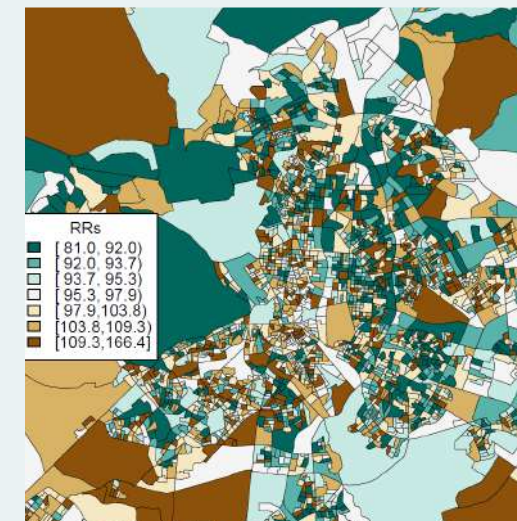 RRs
[ 81.0, 92.0)
[ 92.0, 93.7)
[ 93.7, 95.3)
[ 95.3, 97.9)
[ 97.9,103.8)
[103.8,109.3)
[109.3,166.4]